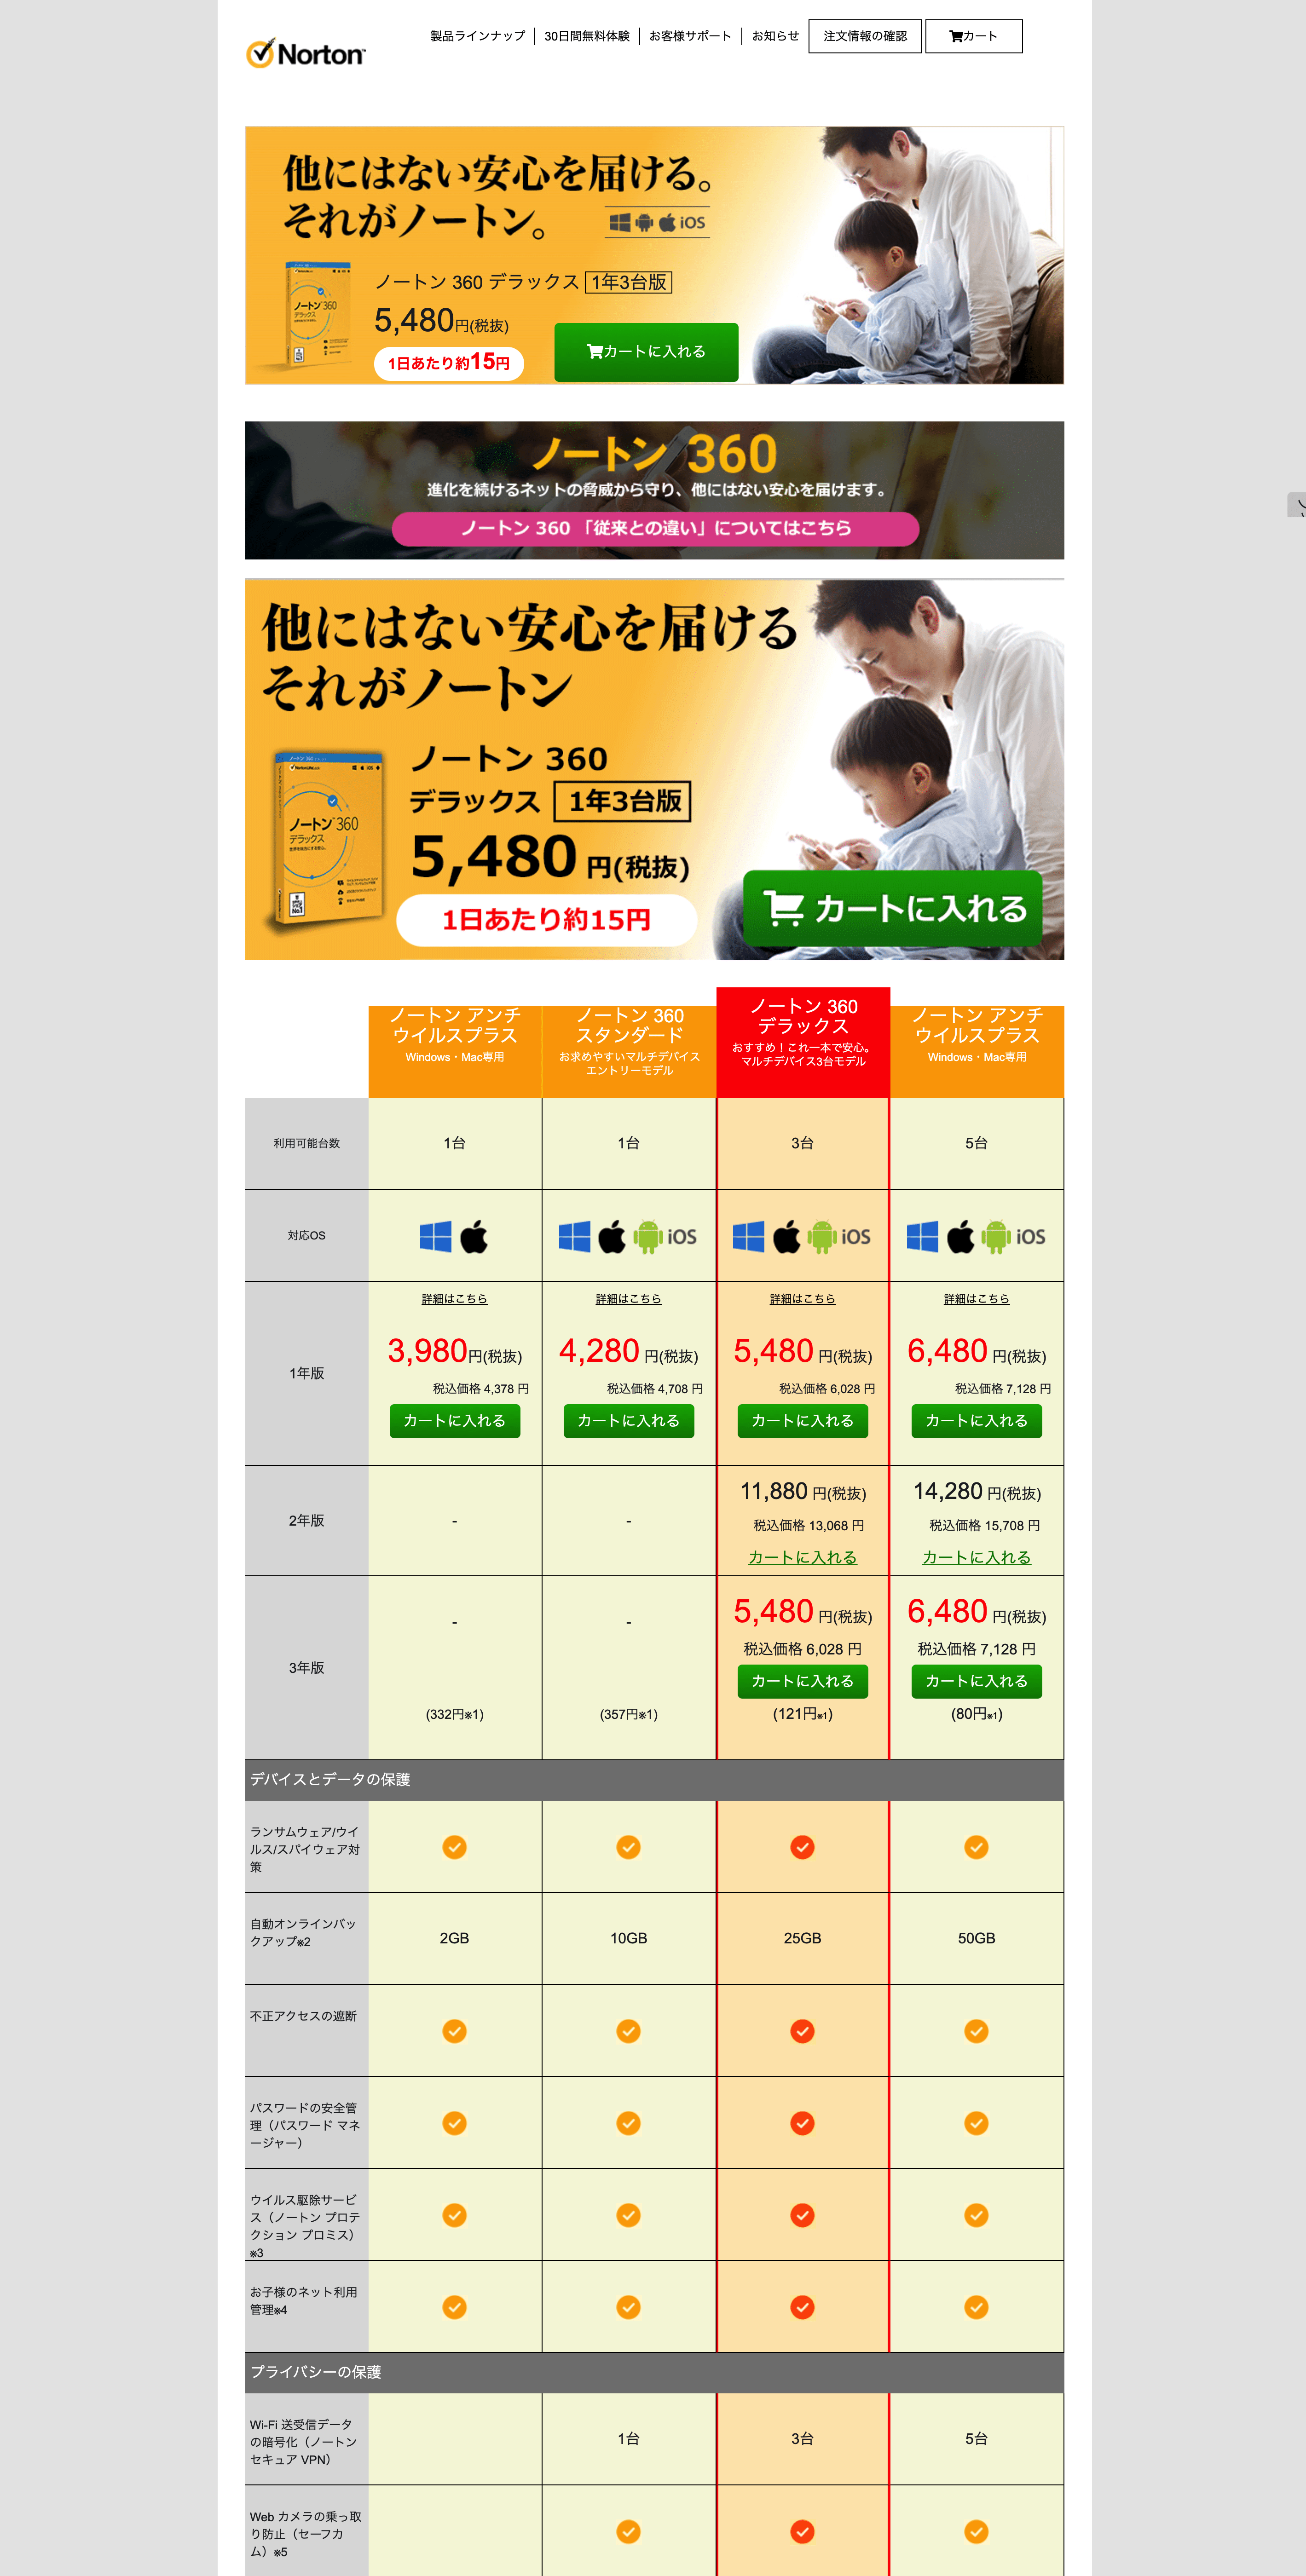 Norton
製品ラインナップ
30日間無料体験
お客様サポート
お知らせ
注文情報の確認
カート
他にはない安心を届ける。
それがノートン。
iOS
ノートン 360
デラックス
ノートン 360 デラックス 1年3台版
5,480円(税抜)
1日あたり約15円
カートに入れる
ノートン 360
進化を続けるネットの脅威から守り、他にはない安心を届けます。
ノートン 360 「従来との違い」についてはこちら
他にはない安心を届ける
それがノートン
ノートン 360
デラックス
No.1
ノートン 360
デラックス 1年3台版
5,480 円(税抜)
1日あたり約15円
カートに入れる
ノートン アンチ
ウイルスプラス
Windows・Mac専用
ノートン 360
スタンダード
お求めやすいマルチデバイス
エントリーモデル
ノートン 360
デラックス
おすすめ！これ一本で安心。
マルチデバイス3台モデル
ノートン アンチ
ウイルスプラス
Windows・Mac専用
利用可能台数 1台 1台 3台 5台
対応OS iOS iOS iOS
1年版
詳細はこちら 詳細はこちら 詳細はこちら 詳細はこちら
3,980円(税抜) 4,280 円(税抜) 5,480 円(税抜) 6,480 円(税抜)
税込価格 4,378 円 税込価格 4,708 円 税込価格 6,028 円 税込価格 7,128 円
カートに入れる カートに入れる カートに入れる カートに入れる
2年版 - -
11,880 円(税抜) 14,280 円(税抜)
税込価格 13,068 円 税込価格 15,708 円
カートに入れる カートに入れる
3年版 - -
5,480 円(税抜) 6,480 円(税抜)
税込価格 6,028 円 税込価格 7,128 円
カートに入れる カートに入れる
(332円※1) (357円※1) (121円※1) (80円※1)
デバイスとデータの保護
ランサムウェア/ウイ
ルス/スパイウェア対
策
自動オンラインバッ
クアップ※2
2GB 10GB 25GB 50GB
不正アクセスの遮断
パスワードの安全管
理（パスワード マネ
ージャー）
ウイルス駆除サービ
ス（ノートン プロテ
クション プロミス）
※3
お子様のネット利用
管理※4
プライバシーの保護
Wi-Fi 送受信データ
の暗号化（ノートン
セキュア VPN）
1台 3台 5台
Web カメラの乗っ取
り防止（セーフカ
ム）※5